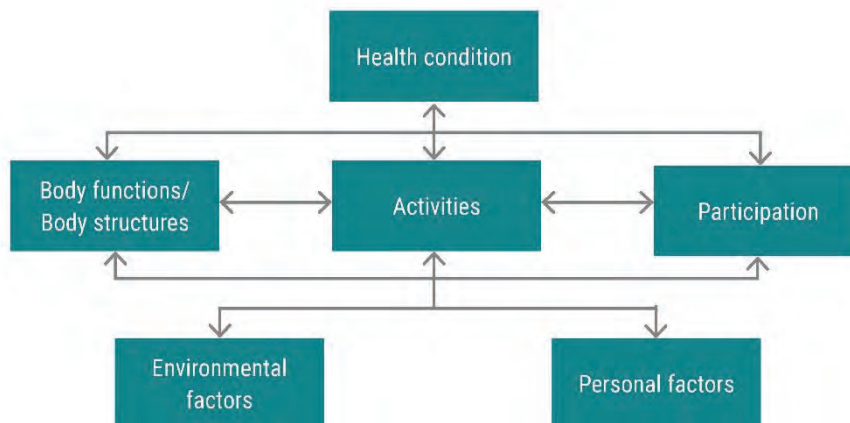 Health condition
Body functions/
Body structures
Activities
Participation
Environmental
factors
Personal factors